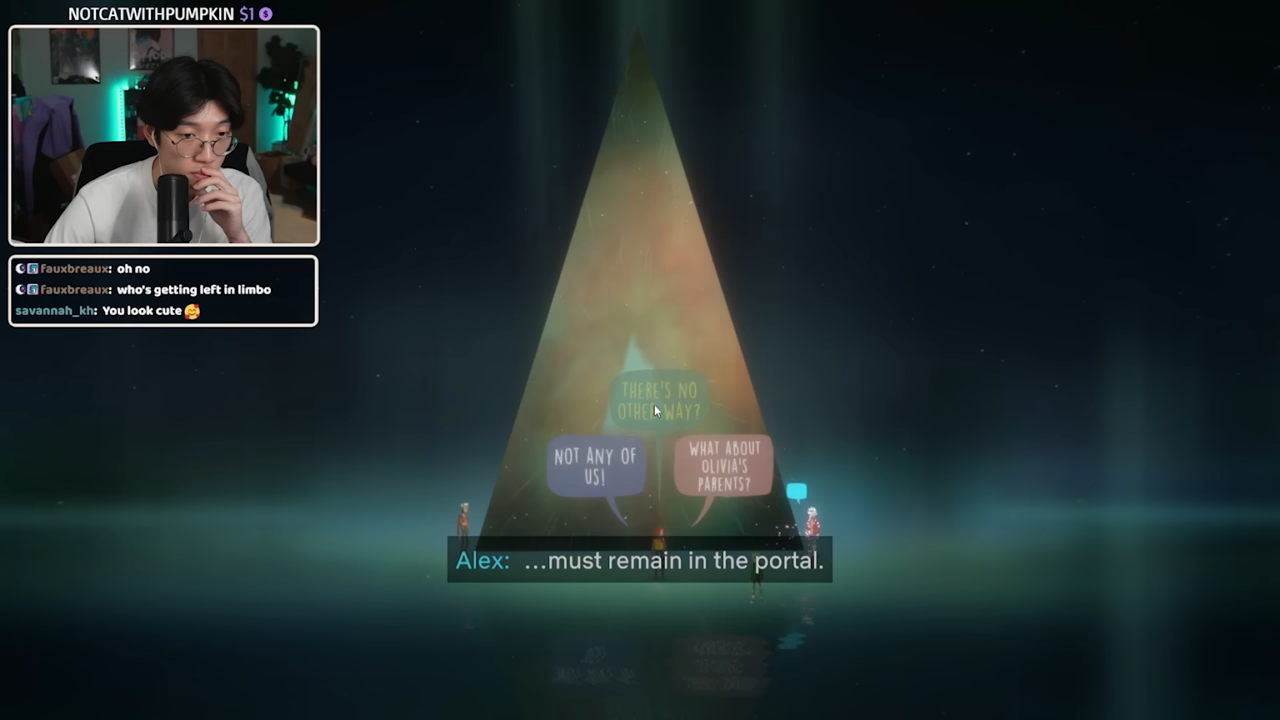 NOTCATWITHPUMPKIN $1
fauxbreaux: oh no
fauxbreaux: who's getting left in limbo
savannah_kh: You look cute 🥰
THERE'S NO
OTHER WAY?
NOT ANY OF
US!
WHAT ABOUT
OLIVIA'S
PARENTS?
Alex: ...must remain in the portal.